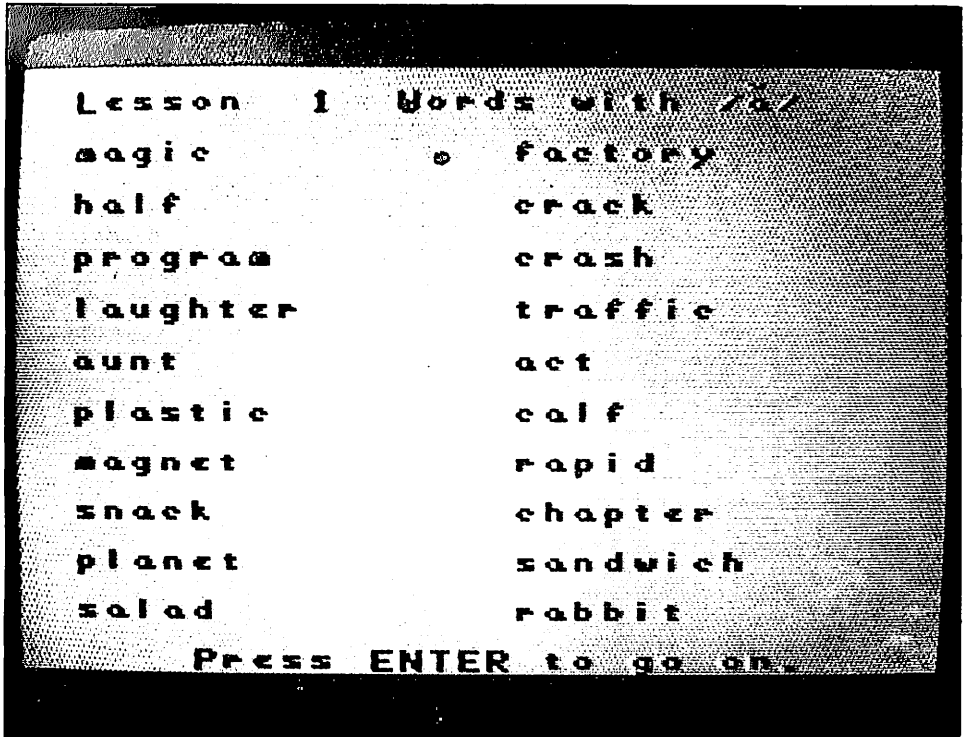 Lesson 1 Words with /ă/
magic factory
half crack
program crash
laughter traffic
aunt act
plastic calf
magnet rapid
snack chapter
planet sandwich
salad rabbit
Press ENTER to go on.